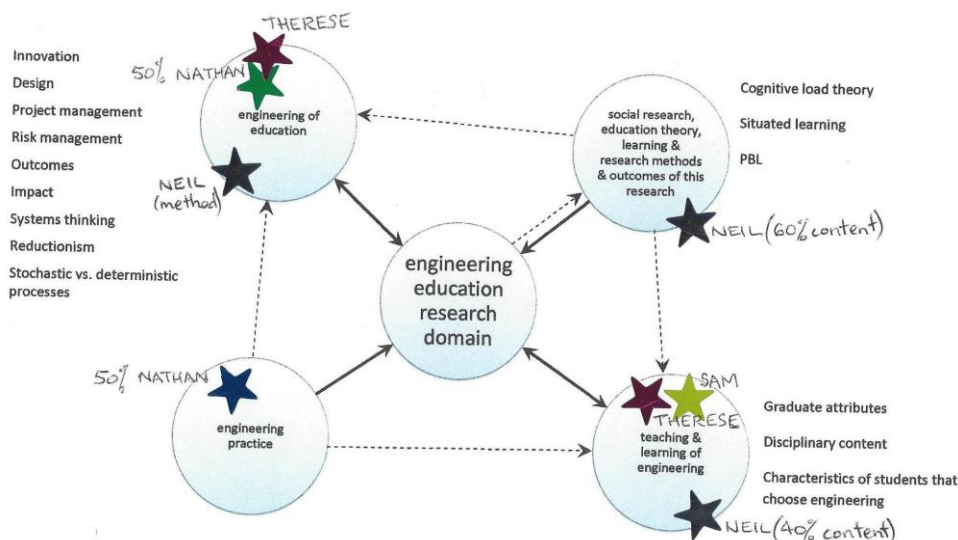 THERESE
50% NATHAN
engineering of
education
NEIL
(method)
Innovation
Design
Project management
Risk management
Outcomes
Impact
Systems thinking
Reductionism
Stochastic vs. deterministic
processes
social research,
education theory,
learning &
research methods
& outcomes of this
research
NEIL (60% content)
Cognitive load theory
Situated learning
PBL
engineering
education
research
domain
50% NATHAN
engineering
practice
SAM
THERESE
teaching &
learning of
engineering
NEIL (40% content)
Graduate attributes
Disciplinary content
Characteristics of students that
choose engineering